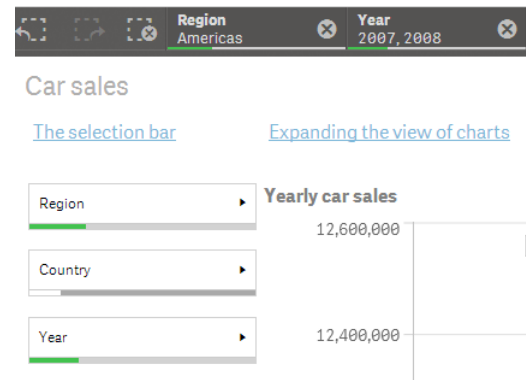 Region
Americas
Year
2007, 2008
Car sales
The selection bar
Expanding the view of charts
Region
Country
Year
Yearly car sales
12,600,000
12,400,000